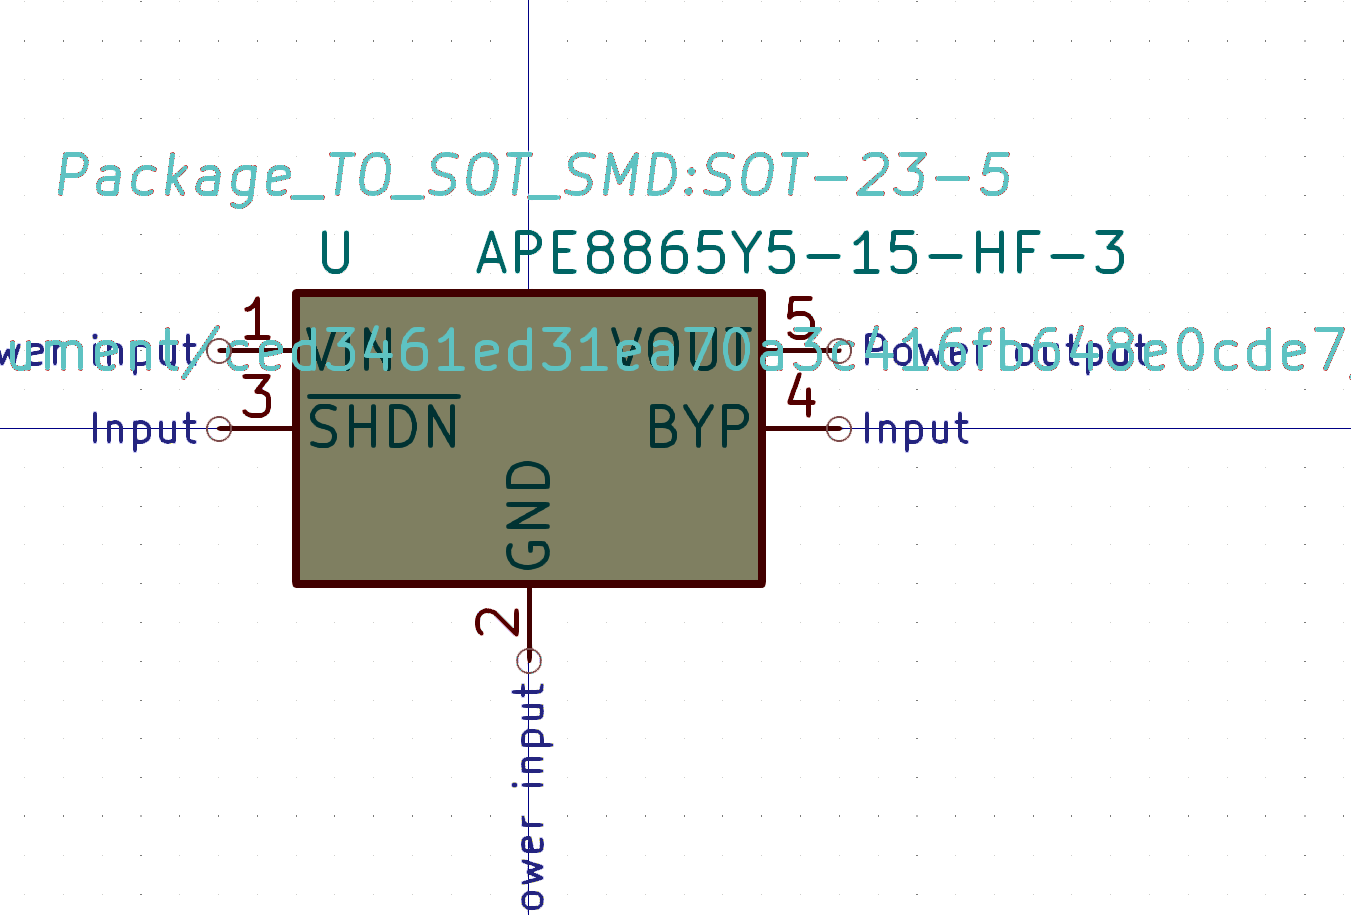 Package_TO_SOT_SMD:SOT-23-5
U APE8865Y5-15-HF-3
1 5
wer input VIN VOUT Power output
ument/ced3461ed31ea70a3c416fb648e0cde7
3 4
Input SHDN BYP Input
GND
2
ower input